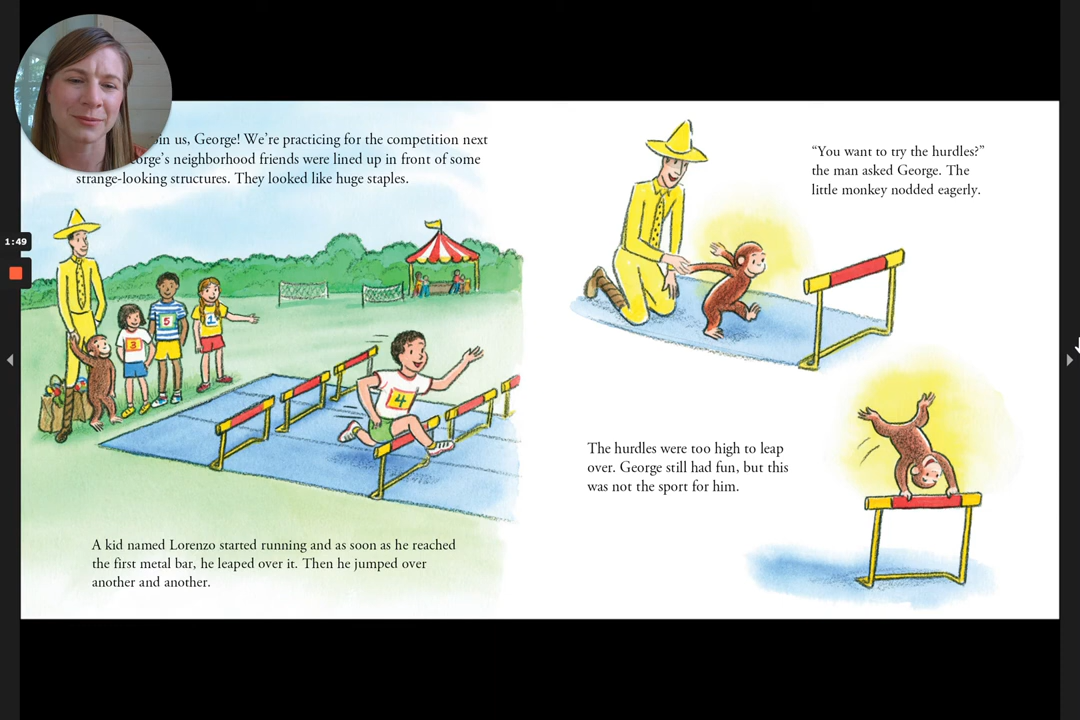 in us, George! We're practicing for the competition next
orge's neighborhood friends were lined up in front of some
strange-looking structures. They looked like huge staples.
1:49
5
1
3
4
A kid named Lorenzo started running and as soon as he reached
the first metal bar, he leaped over it. Then he jumped over
another and another.
"You want to try the hurdles?"
the man asked George. The
little monkey nodded eagerly.
The hurdles were too high to leap
over. George still had fun, but this
was not the sport for him.